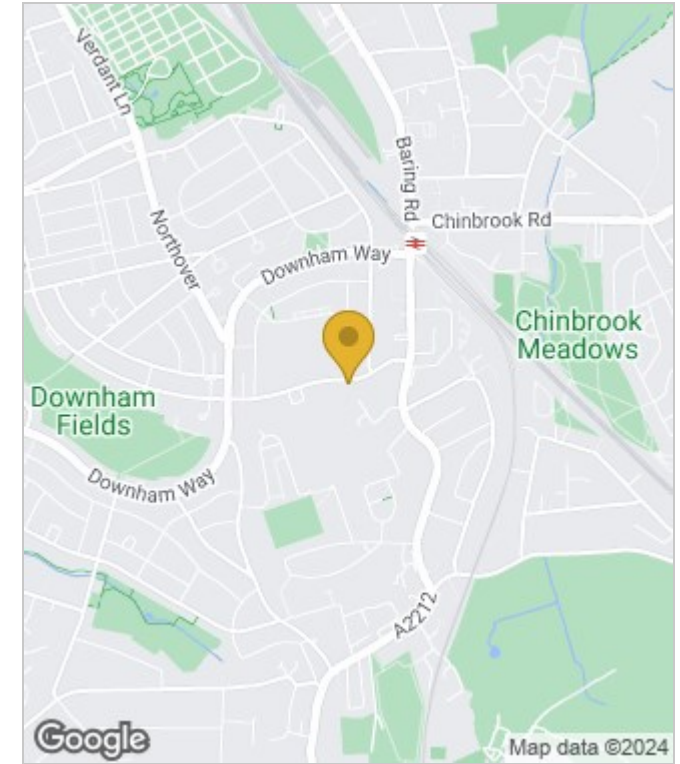 Verdant Ln
Baring Rd
Chinbrook Rd
Northover
Downham Way
Chinbrook
Meadows
Downham
Fields
Downham Way
A2212
Google
Map data ©2024